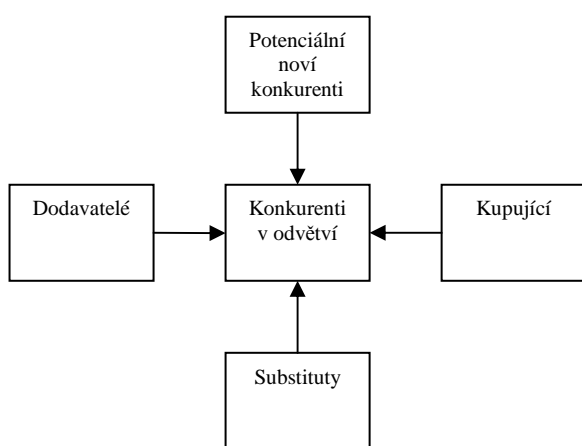 Potenciální
noví
konkurenti
Dodavatelé
Konkurenti
v odvětví
Kupující
Substituty